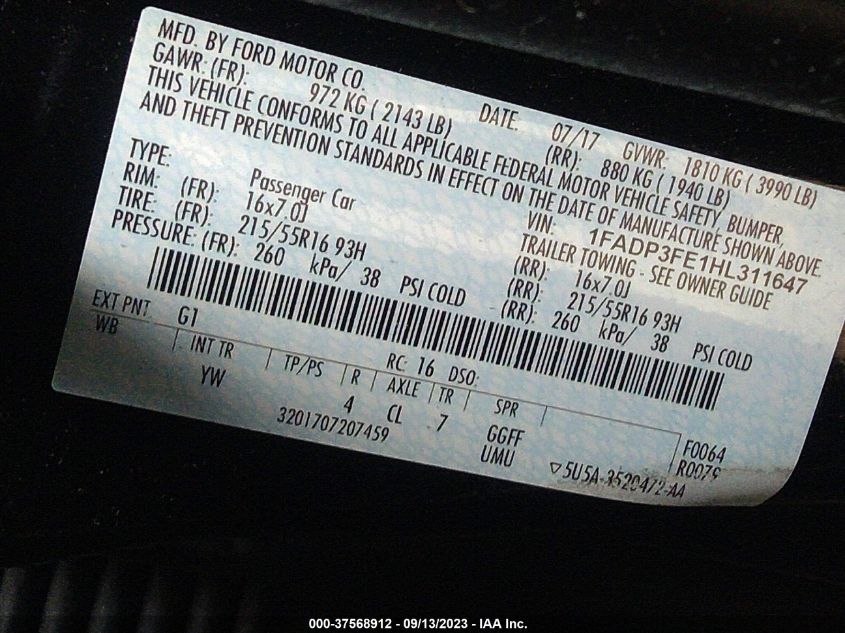 MFD. BY FORD MOTOR CO.
DATE: 07/17 GVWR: 1810 KG ( 3990 LB)
GAWR: (FR): 972 KG ( 2143 LB) (RR): 880 KG ( 1940 LB)
THIS VEHICLE CONFORMS TO ALL APPLICABLE FEDERAL MOTOR VEHICLE SAFETY, BUMPER,
AND THEFT PREVENTION STANDARDS IN EFFECT ON THE DATE OF MANUFACTURE SHOWN ABOVE.
VIN: 1FADP3FE1HL311647
TYPE: Passenger Car TRAILER TOWING - SEE OWNER GUIDE
RIM: (FR): 16x7.0J (RR): 16x7.0J
TIRE: (FR): 215/55R16 93H (RR): 215/55R16 93H
PRESSURE: (FR): 260 kPa/ 38 PSI COLD (RR): 260 kPa/ 38 PSI COLD
EXT PNT G1 RC: 16 DSO:
WB INT TR TP/PS R AXLE TR SPR
YW 4 CL 7 GGFF F0064
3201707207459 UMU R0079
▽5U5A-3520472-AA
000-37568912 - 09/13/2023 - IAA Inc.